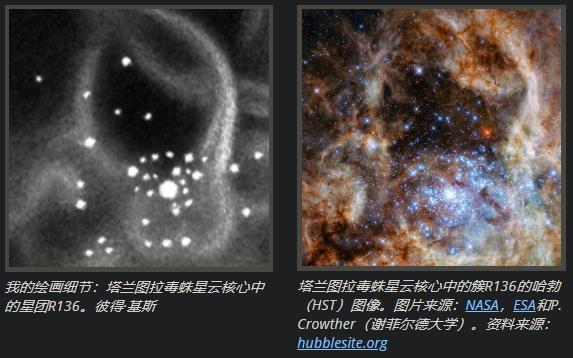 我的绘画细节：塔兰图拉毒蛛星云核心中
的星团R136。彼得·基斯
塔兰图拉毒蛛星云核心中的簇R136的哈勃
（HST）图像。图片来源：NASA，ESA和P.
Crowther（谢菲尔德大学）。资料来源：
hubblesite.org